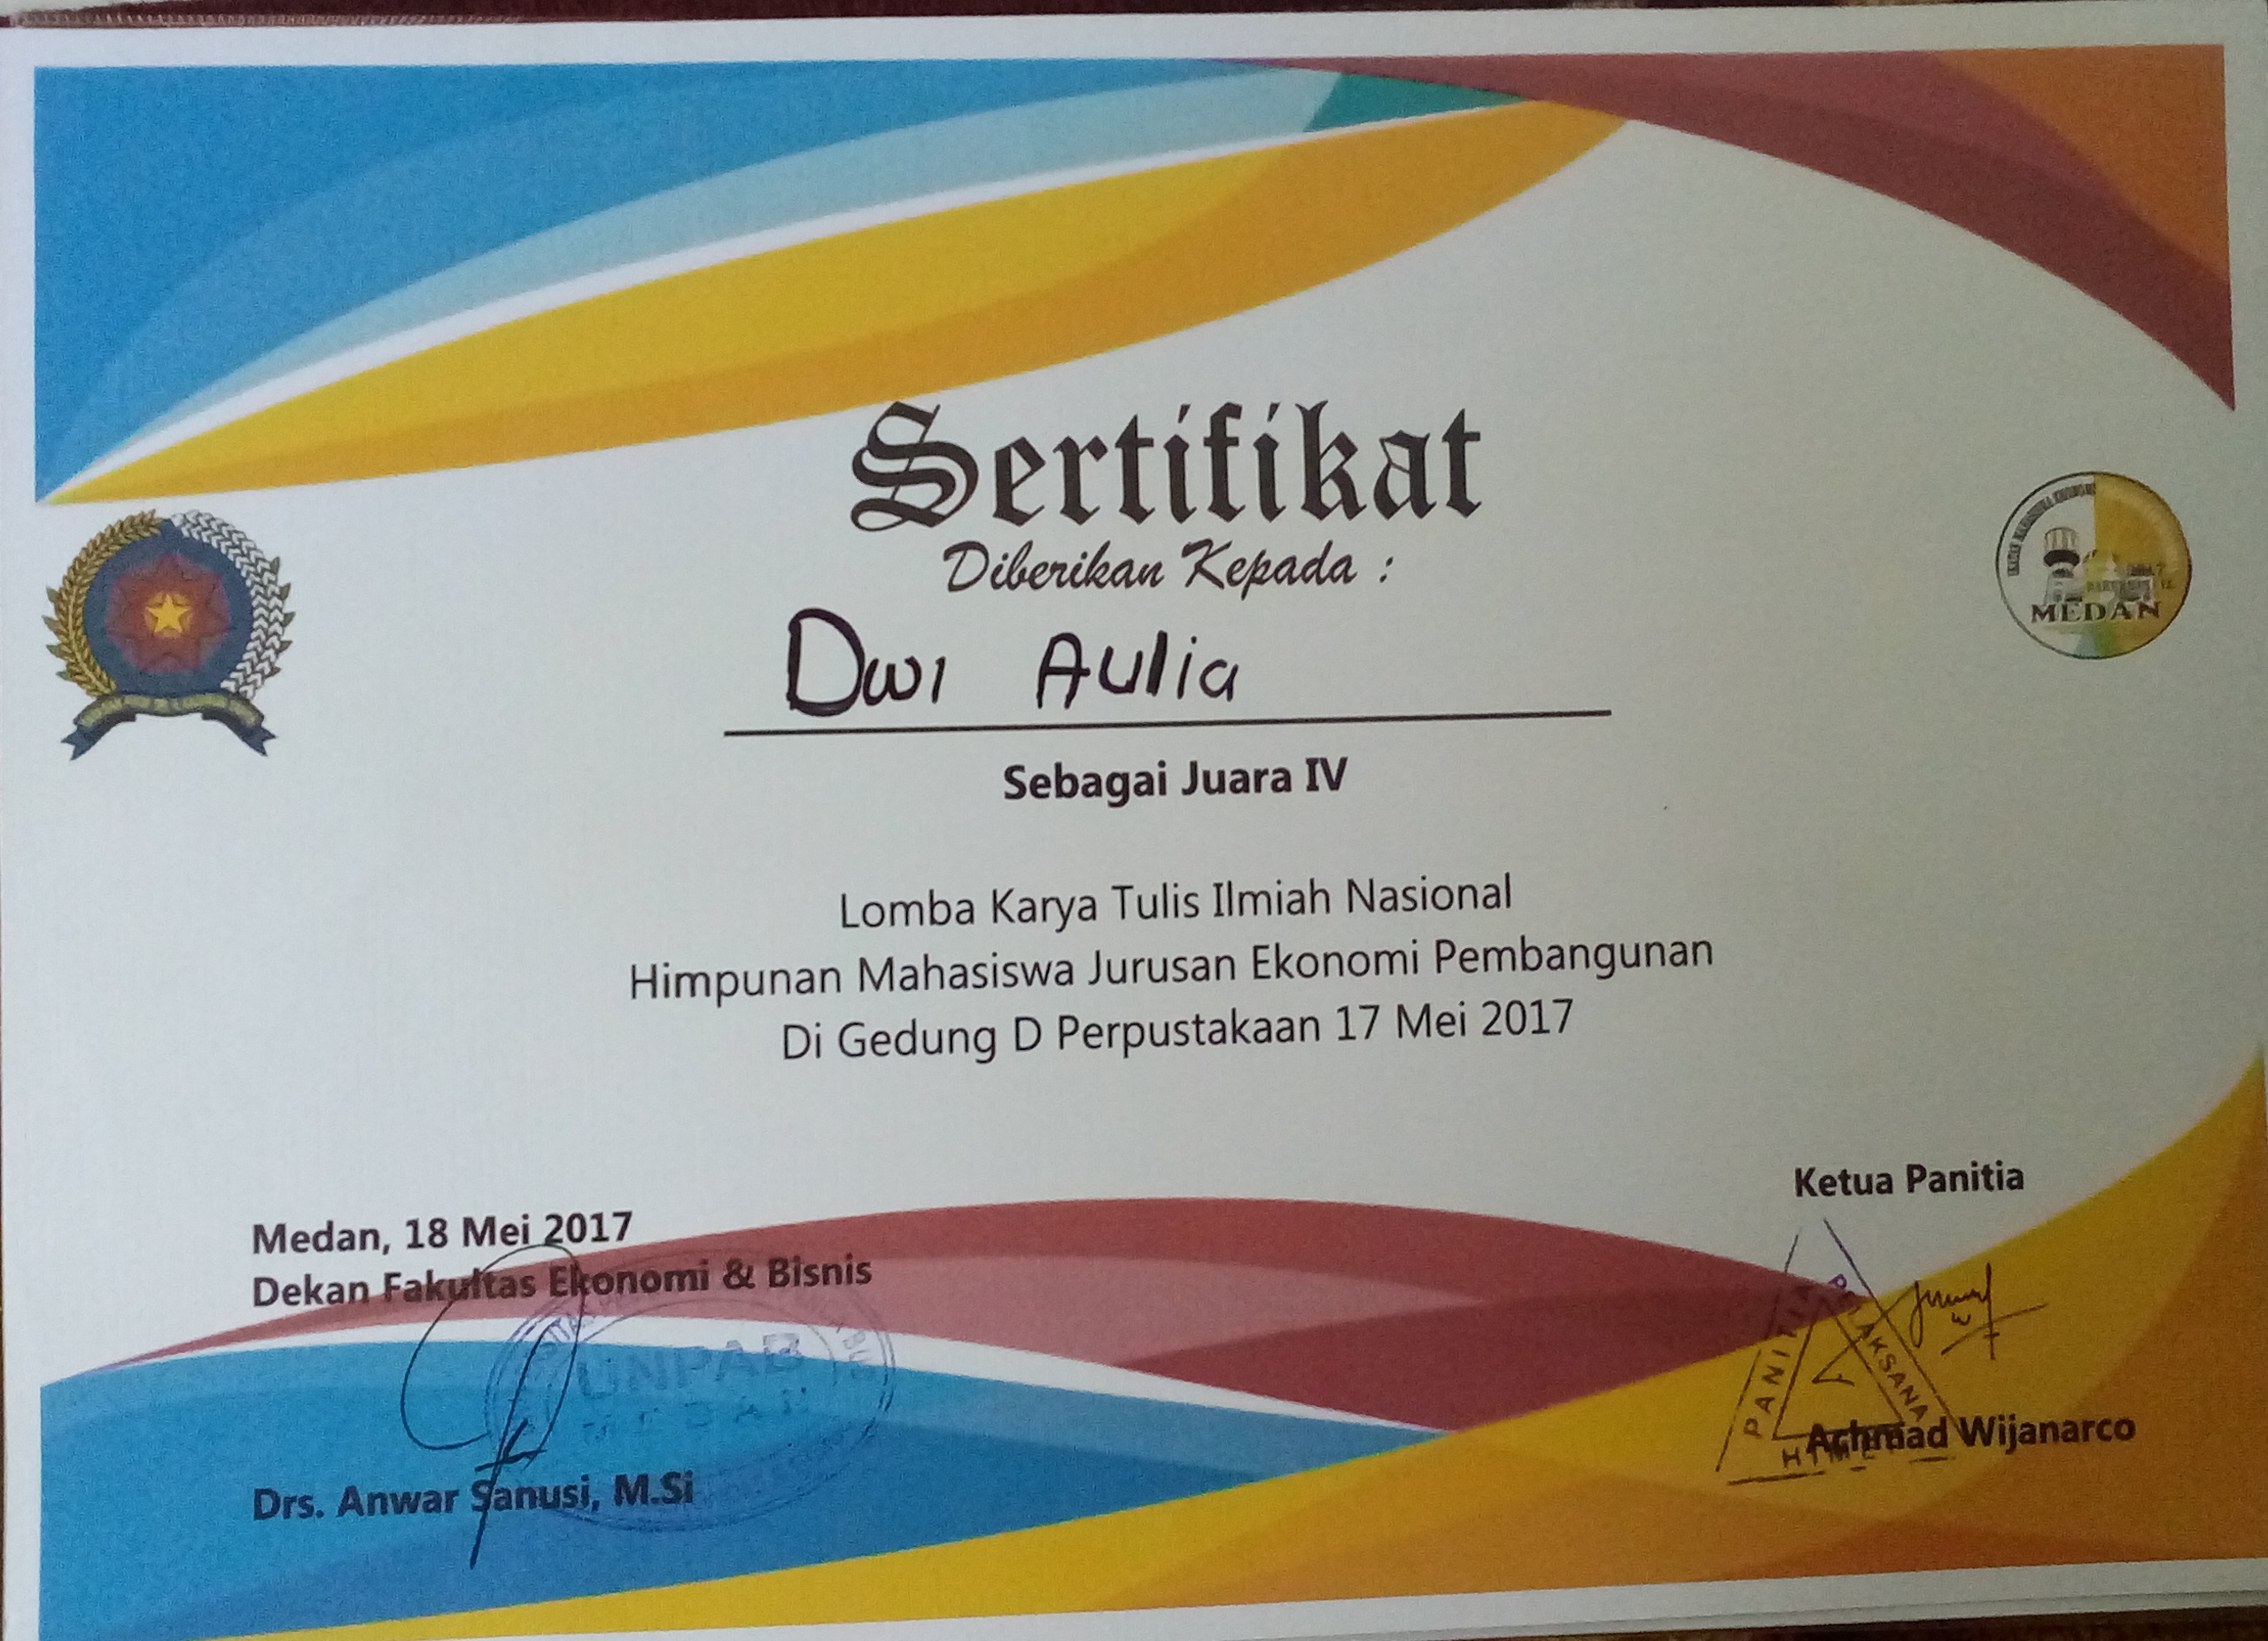 Sertifikat
Diberikan Kepada :
Dwi Aulia
MEDAN
Sebagai Juara IV
Lomba Karya Tulis Ilmiah Nasional
Himpunan Mahasiswa Jurusan Ekonomi Pembangunan
Di Gedung D Perpustakaan 17 Mei 2017
Medan, 18 Mei 2017
Dekan Fakultas Ekonomi & Bisnis
UNPAB
MEDAN
Drs. Anwar Sanusi, M.Si
Ketua Panitia
PANITIA
PELAKSANA
Achmad Wijanarco